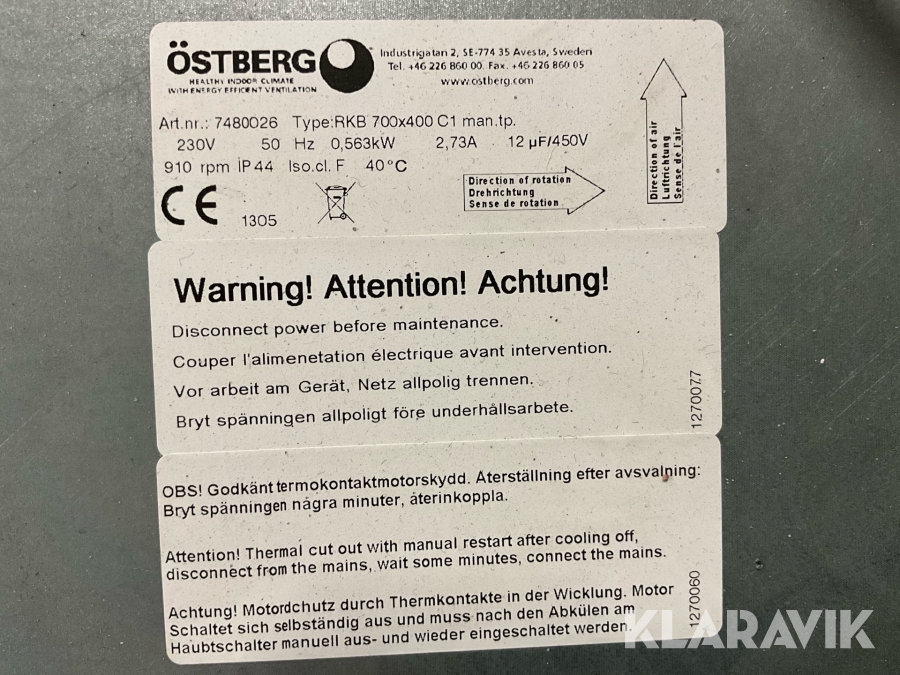 ÖSTBERG
HEALTHY INDOOR CLIMATE
WITH ENERGY EFFICIENT VENTILATION
Industrigatan 2, SE-774 35 Avesta, Sweden
Tel. +46 226 860 00. Fax. +46 226 860 05
www.ostberg.com
Art.nr.: 7480026 Type:RKB 700x400 C1 man.tp.
230V 50 Hz 0,563kW 2,73A 12 µF/450V
910 rpm IP 44 Iso.cl. F 40°C
CE 1305
Direction of rotation
Drehrichtung
Sense de rotation
Direction of air
Luftrichtung
Sense de l'air
Warning! Attention! Achtung!
Disconnect power before maintenance.
Couper l'alimenetation électrique avant intervention.
Vor arbeit am Gerät, Netz allpolig trennen.
Bryt spänningen allpoligt före underhållsarbete.
1270077
OBS! Godkänt termokontaktmotorskydd. Återställning efter avsvalning:
Bryt spänningen några minuter, återinkoppla.
Attention! Thermal cut out with manual restart after cooling off,
disconnect from the mains, wait some minutes, connect the mains.
Achtung! Motordchutz durch Thermkontakte in der Wicklung. Motor
Schaltet sich selbständig aus und muss nach den Abkülen am
Haubtschalter manuell aus- und wieder eingeschaltet werden.
1270060
KLARAVIK